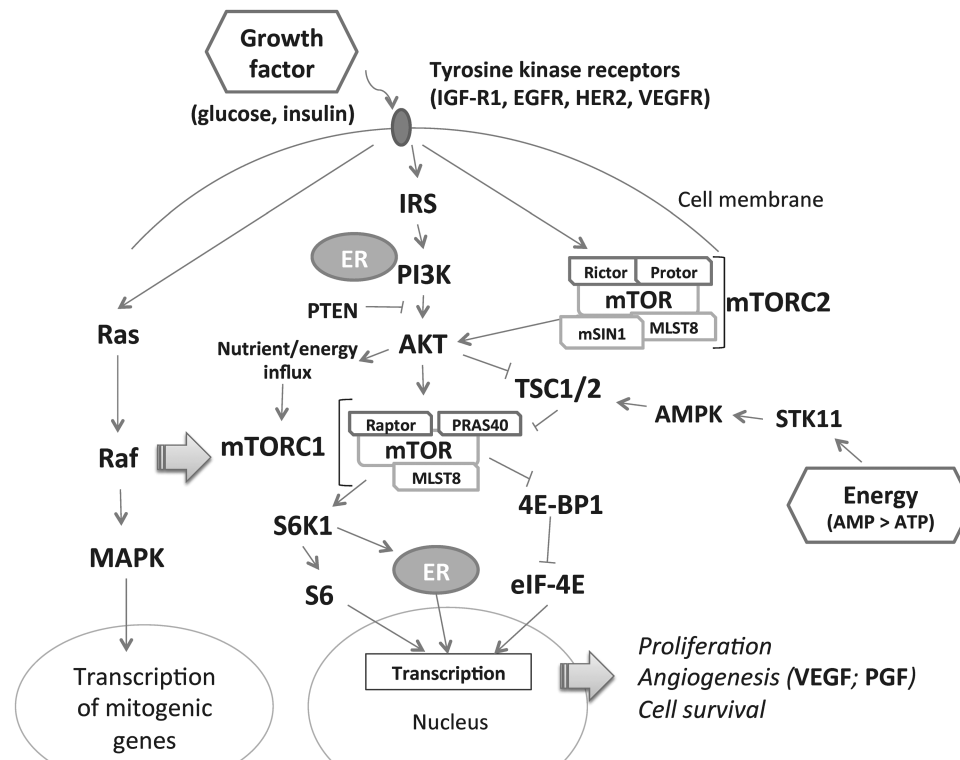 Growth
factor
(glucose, insulin)
Tyrosine kinase receptors
(IGF-R1, EGFR, HER2, VEGFR)
Cell membrane
IRS
ER
PI3K
PTEN
AKT
Rictor
Protor
mTOR
mSIN1
MLST8
mTORC2
Ras
Nutrient/energy
influx
TSC1/2
AMPK
STK11
Raf
mTORC1
Raptor
PRAS40
mTOR
MLST8
Energy
(AMP > ATP)
4E-BP1
S6K1
MAPK
ER
S6
eIF-4E
Transcription
of mitogenic
genes
Transcription
Nucleus
Proliferation
Angiogenesis (VEGF; PGF)
Cell survival